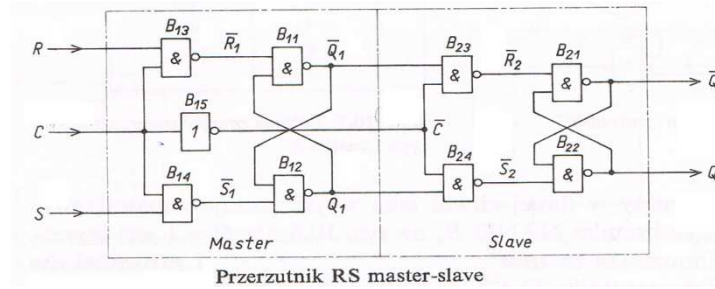 B13
B11
B23
B21
R
R̅1
Q̅1
R̅2
Q̅
&
&
&
&
B15
C
1
C̅
B14
B12
B24
B22
&
&
&
&
S̅1
Q1
S̅2
Q
S
Master
Slave
Przerzutnik RS master-slave